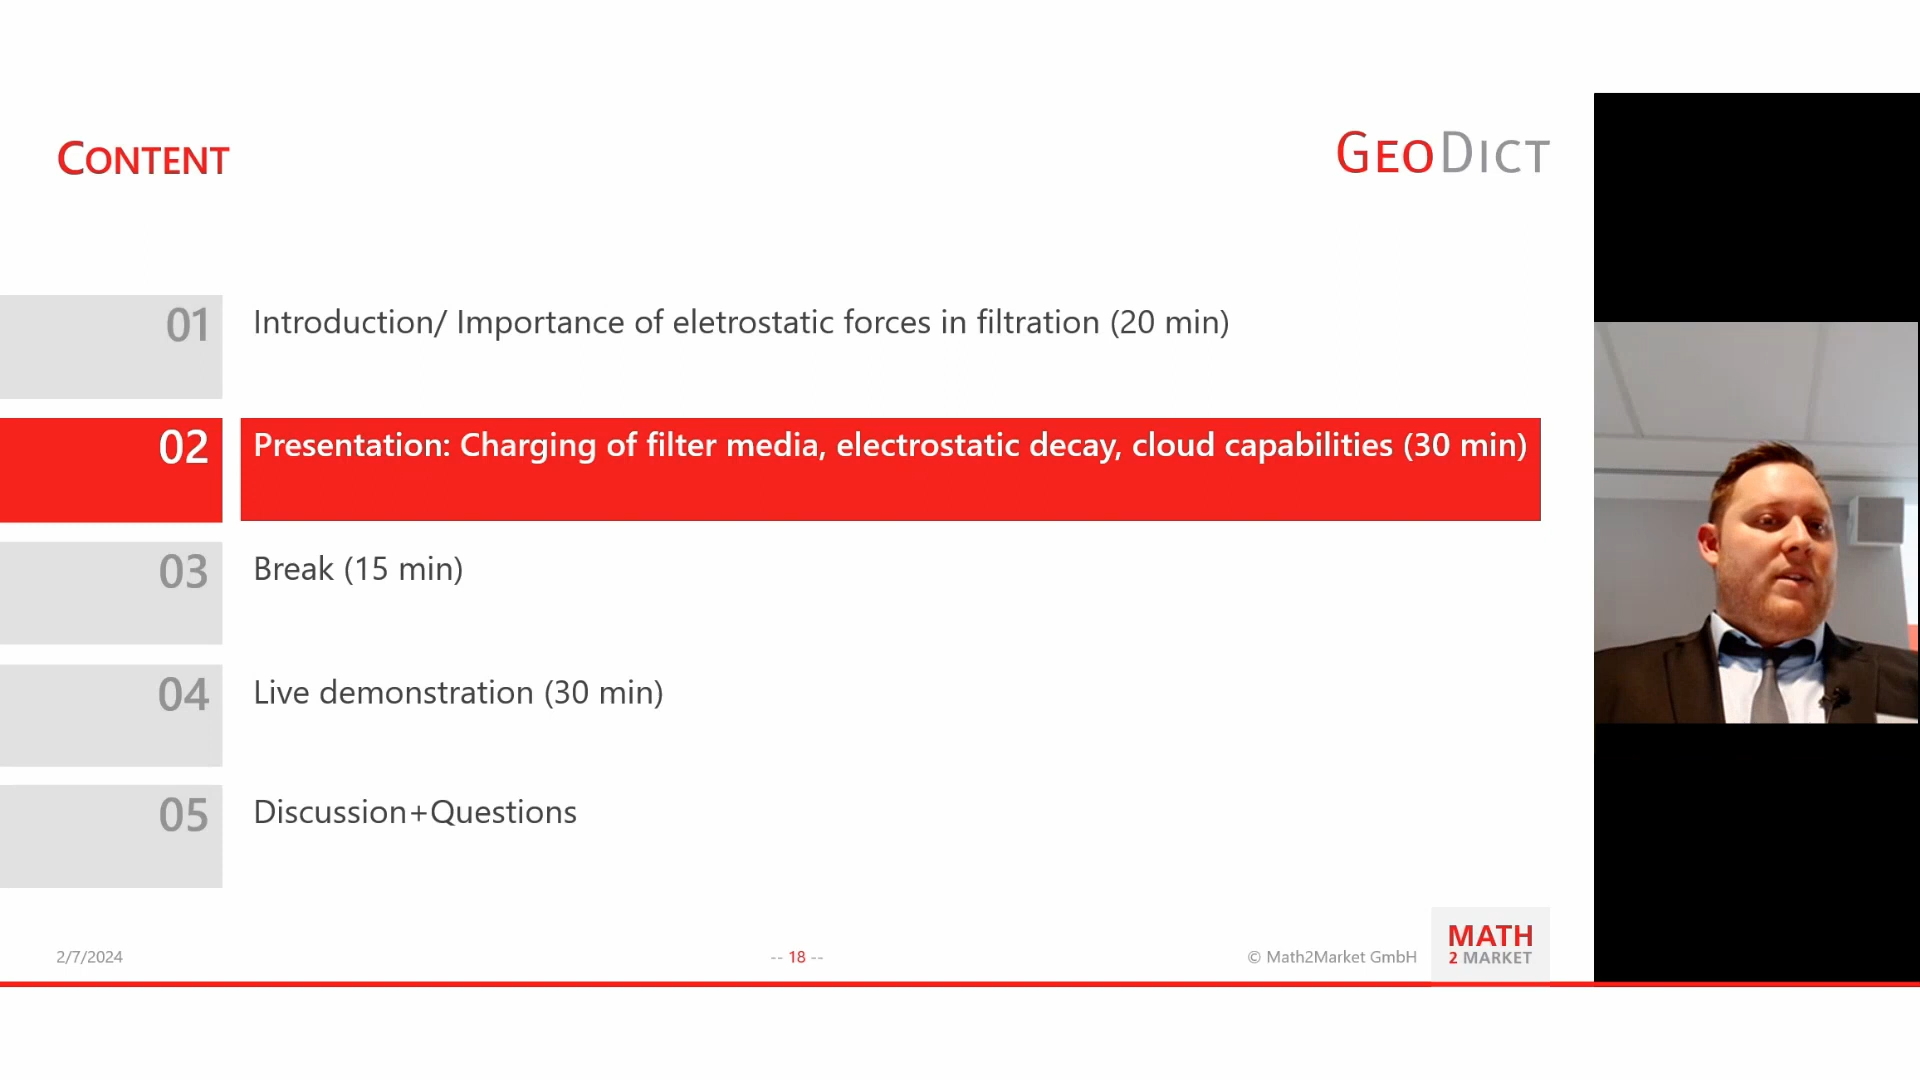 CONTENT
GEODICT
01
Introduction/ Importance of eletrostatic forces in filtration (20 min)
02
Presentation: Charging of filter media, electrostatic decay, cloud capabilities (30 min)
03
Break (15 min)
04
Live demonstration (30 min)
05
Discussion+Questions
2/7/2024
-- 18 --
© Math2Market GmbH
MATH
2 MARKET